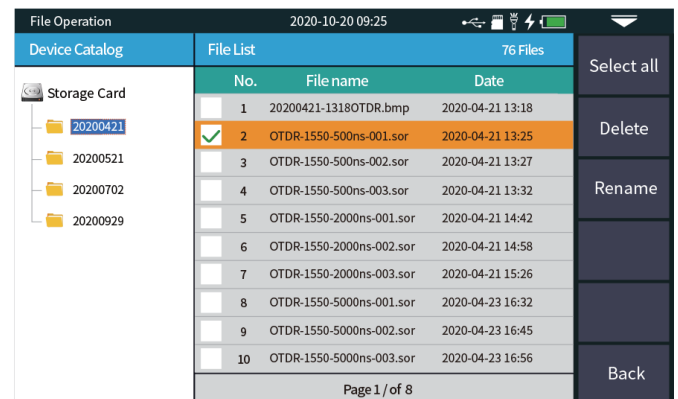 File Operation 2020-10-20 09:25
Device Catalog File List 76 Files Select all
No. File name Date
Storage Card
1 20200421-1318OTDR.bmp 2020-04-21 13:18
20200421 2 OTDR-1550-500ns-001.sor 2020-04-21 13:25 Delete
20200521 3 OTDR-1550-500ns-002.sor 2020-04-21 13:27
20200702 4 OTDR-1550-500ns-003.sor 2020-04-21 13:32 Rename
20200929 5 OTDR-1550-2000ns-001.sor 2020-04-21 14:42
6 OTDR-1550-2000ns-002.sor 2020-04-21 14:58
7 OTDR-1550-2000ns-003.sor 2020-04-21 15:26
8 OTDR-1550-5000ns-001.sor 2020-04-23 16:32
9 OTDR-1550-5000ns-002.sor 2020-04-23 16:45
10 OTDR-1550-5000ns-003.sor 2020-04-23 16:56
Back
Page 1 / of 8